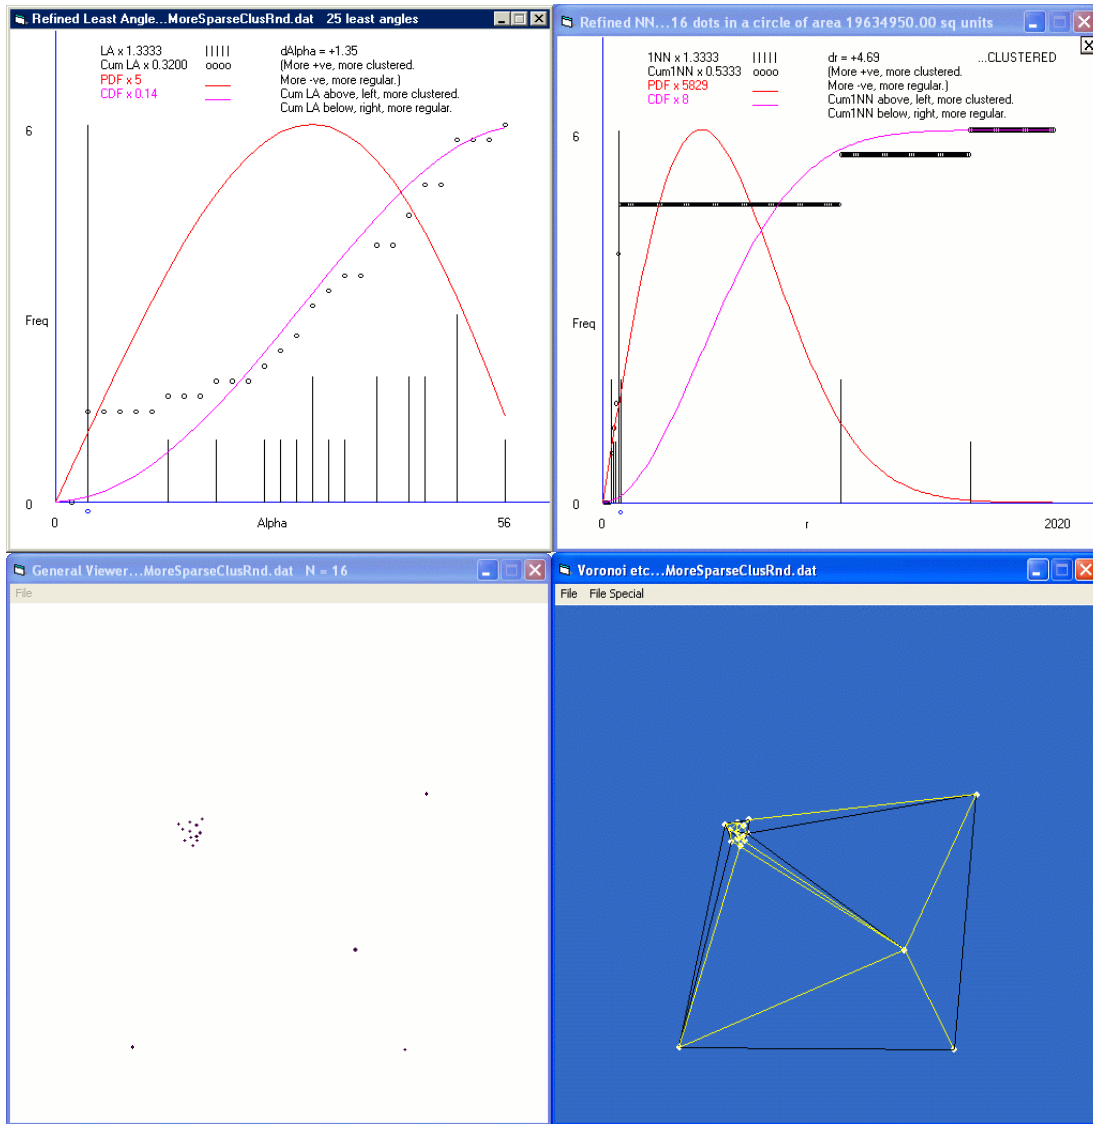 Refined Least Angle...MoreSparseClusRnd.dat 25 least angles
LA x 1.3333 IIIII dAlpha = +1.35
Cum LA x 0.3200 oooo (More +ve, more clustered.
PDF x 5 More -ve, more regular.)
CDF x 0.14 Cum LA above, left, more clustered.
Cum LA below, right, more regular.
6
Freq
0
0 Alpha 56
Refined NN...16 dots in a circle of area 19634950.00 sq units
1NN x 1.3333 IIIII dr = +4.69 ...CLUSTERED
Cum1NN x 0.5333 oooo (More +ve, more clustered.
PDF x 5829 More -ve, more regular.)
CDF x 8 Cum1NN above, left, more clustered.
Cum1NN below, right, more regular.
6
Freq
0
0 r 2020
General Viewer...MoreSparseClusRnd.dat N = 16
File
Voronoi etc...MoreSparseClusRnd.dat
File File Special